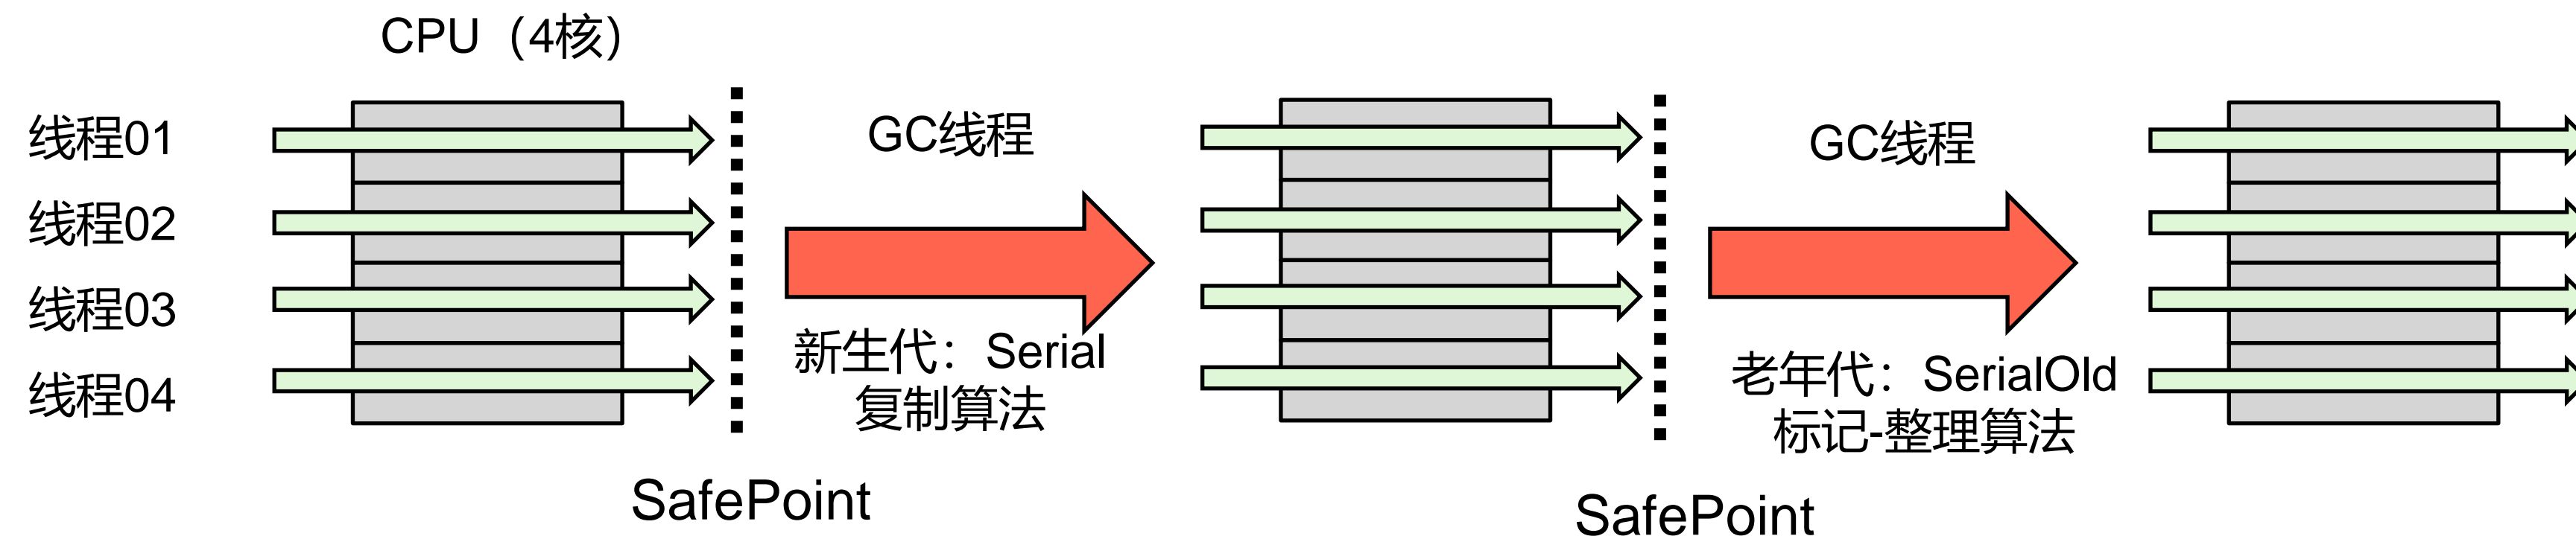 CPU（4核）
线程01
线程02
线程03
线程04
GC线程
新生代：Serial
复制算法
SafePoint
GC线程
老年代：SerialOld
标记-整理算法
SafePoint